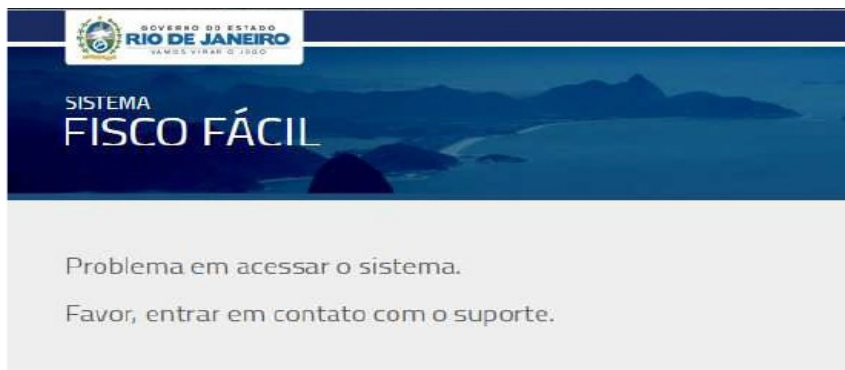 GOVERNO DO ESTADO
RIO DE JANEIRO
VAMOS VIRAR O JOGO
SISTEMA
FISCO FÁCIL
Problema em acessar o sistema.
Favor, entrar em contato com o suporte.